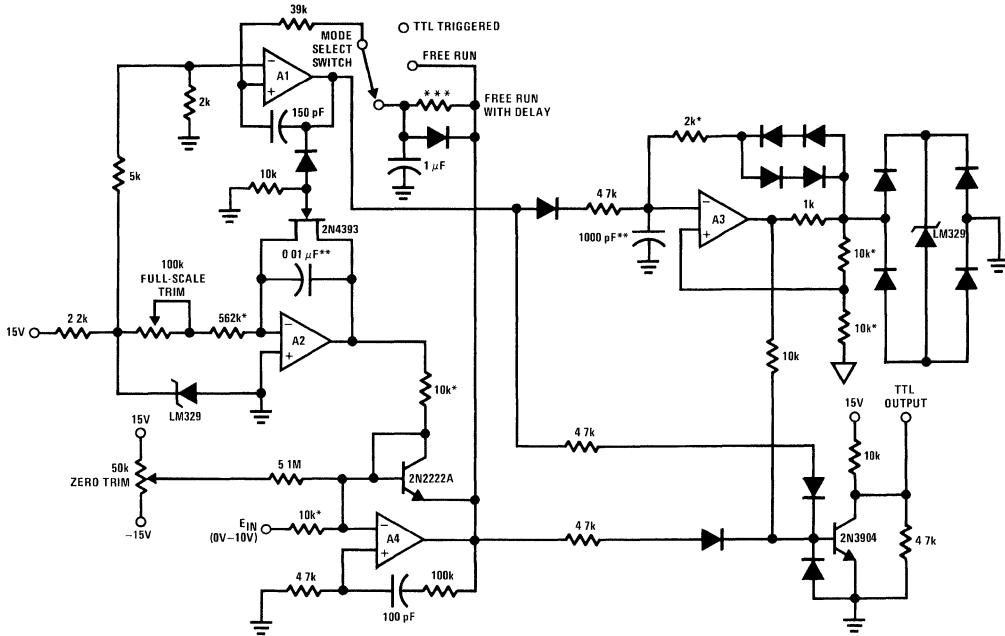 39k
TTL TRIGGERED
MODE
SELECT
SWITCH
FREE RUN
A1
−
+
2k
150 pF
***
FREE RUN
WITH DELAY
1 µF
5k
10k
2N4393
0 01 µF**
100k
FULL-SCALE
TRIM
15V
2 2k
562k*
−
A2
+
LM329
10k*
2k*
4 7k
−
A3
+
1k
1000 pF**
10k*
10k*
LM329
10k
15V
TTL
OUTPUT
15V
50k
ZERO TRIM
−15V
5 1M
2N2222A
4 7k
10k
EIN
(0V–10V)
10k*
−
A4
+
4 7k
2N3904
4 7k
4 7k
100 pF
100k